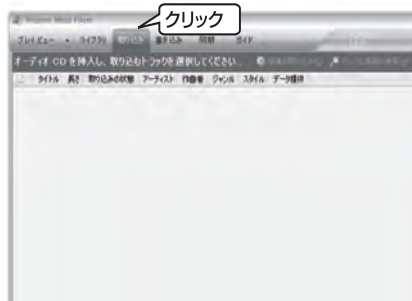 クリック
Windows Media Player
プレイ ビュー ライブラリ 取り込み 書き込み 同期 ガイド
オーディオ CD を挿入し、取り込むトラックを選択してください。
タイトル 長さ 取り込みの状態 アーティスト 作曲者 ジャンル スタイル データ提供